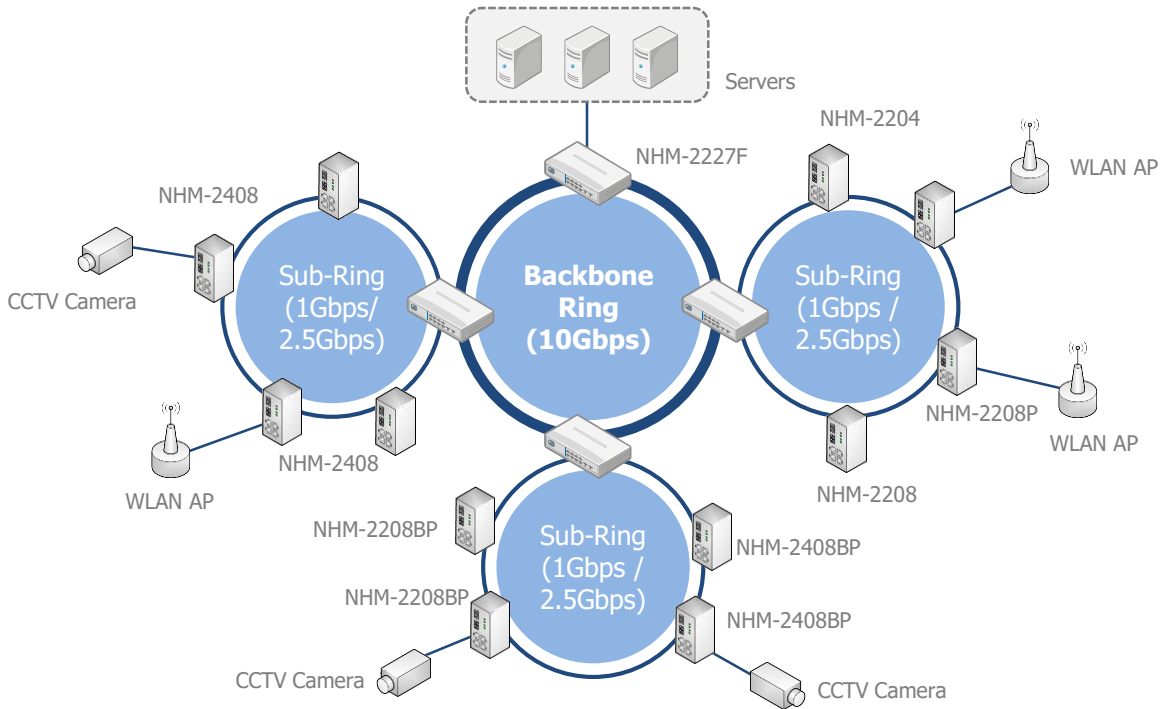 Servers
NHM-2204
NHM-2227F
WLAN AP
NHM-2408
Sub-Ring
(1Gbps/
2.5Gbps)
Backbone
Ring
(10Gbps)
Sub-Ring
(1Gbps /
2.5Gbps)
CCTV Camera
NHM-2208P
WLAN AP
NHM-2408
NHM-2208
WLAN AP
NHM-2208BP
Sub-Ring
(1Gbps /
2.5Gbps)
NHM-2408BP
NHM-2208BP
NHM-2408BP
CCTV Camera
CCTV Camera